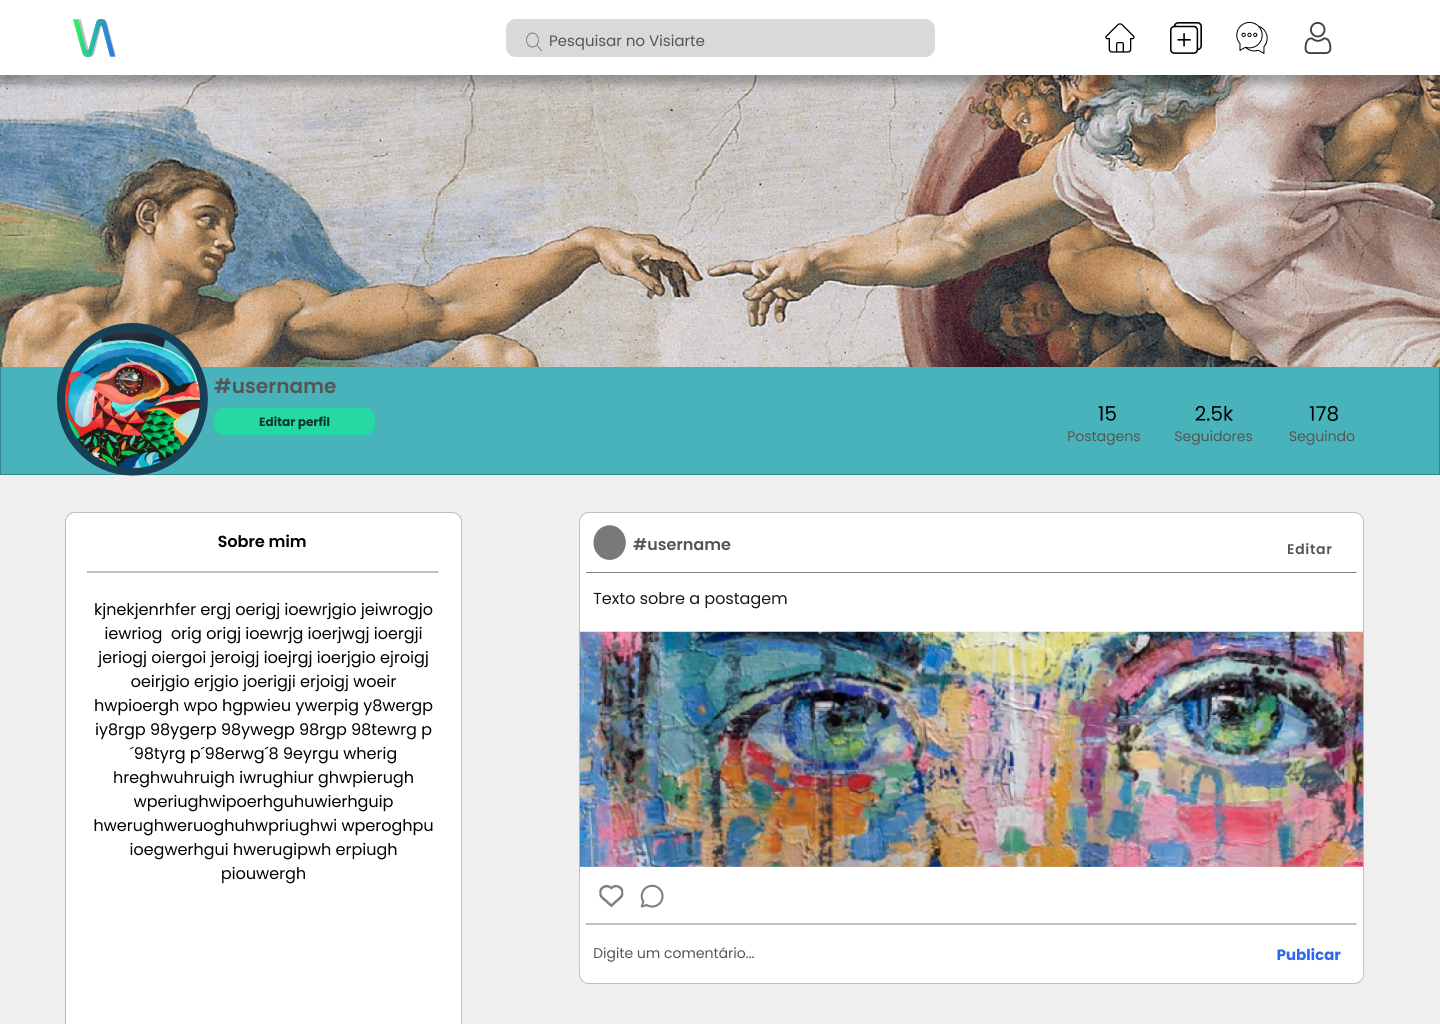 Pesquisar no Visiarte
#username
Editar perfil
15
Postagens
2.5k
Seguidores
178
Seguindo
Sobre mim
kjnekjenrhfer ergj oerigj ioewrjgio jeiwrogjo
iewriog  orig origj ioewrjg ioerjwgj ioergji
jeriogj oiergoi jeroigj ioejrgj ioerjgio ejroigj
oeirjgio erjgio joerigji erjoigj woeir
hwpioergh wpo hgpwieu ywerpig y8wergp
iy8rgp 98ygerp 98ywegp 98rgp 98tewrg p
´98tyrg p´98erwg´8 9eyrgu wherig
hreghwuhruigh iwrughiur ghwpierugh
wperiughwipoerhguhuwierhguip
hwerughweruoghuhwpriughwi wperoghpu
ioegwerhgui hwerugipwh erpiugh
piouwergh
#username
Editar
Texto sobre a postagem
Digite um comentário...
Publicar